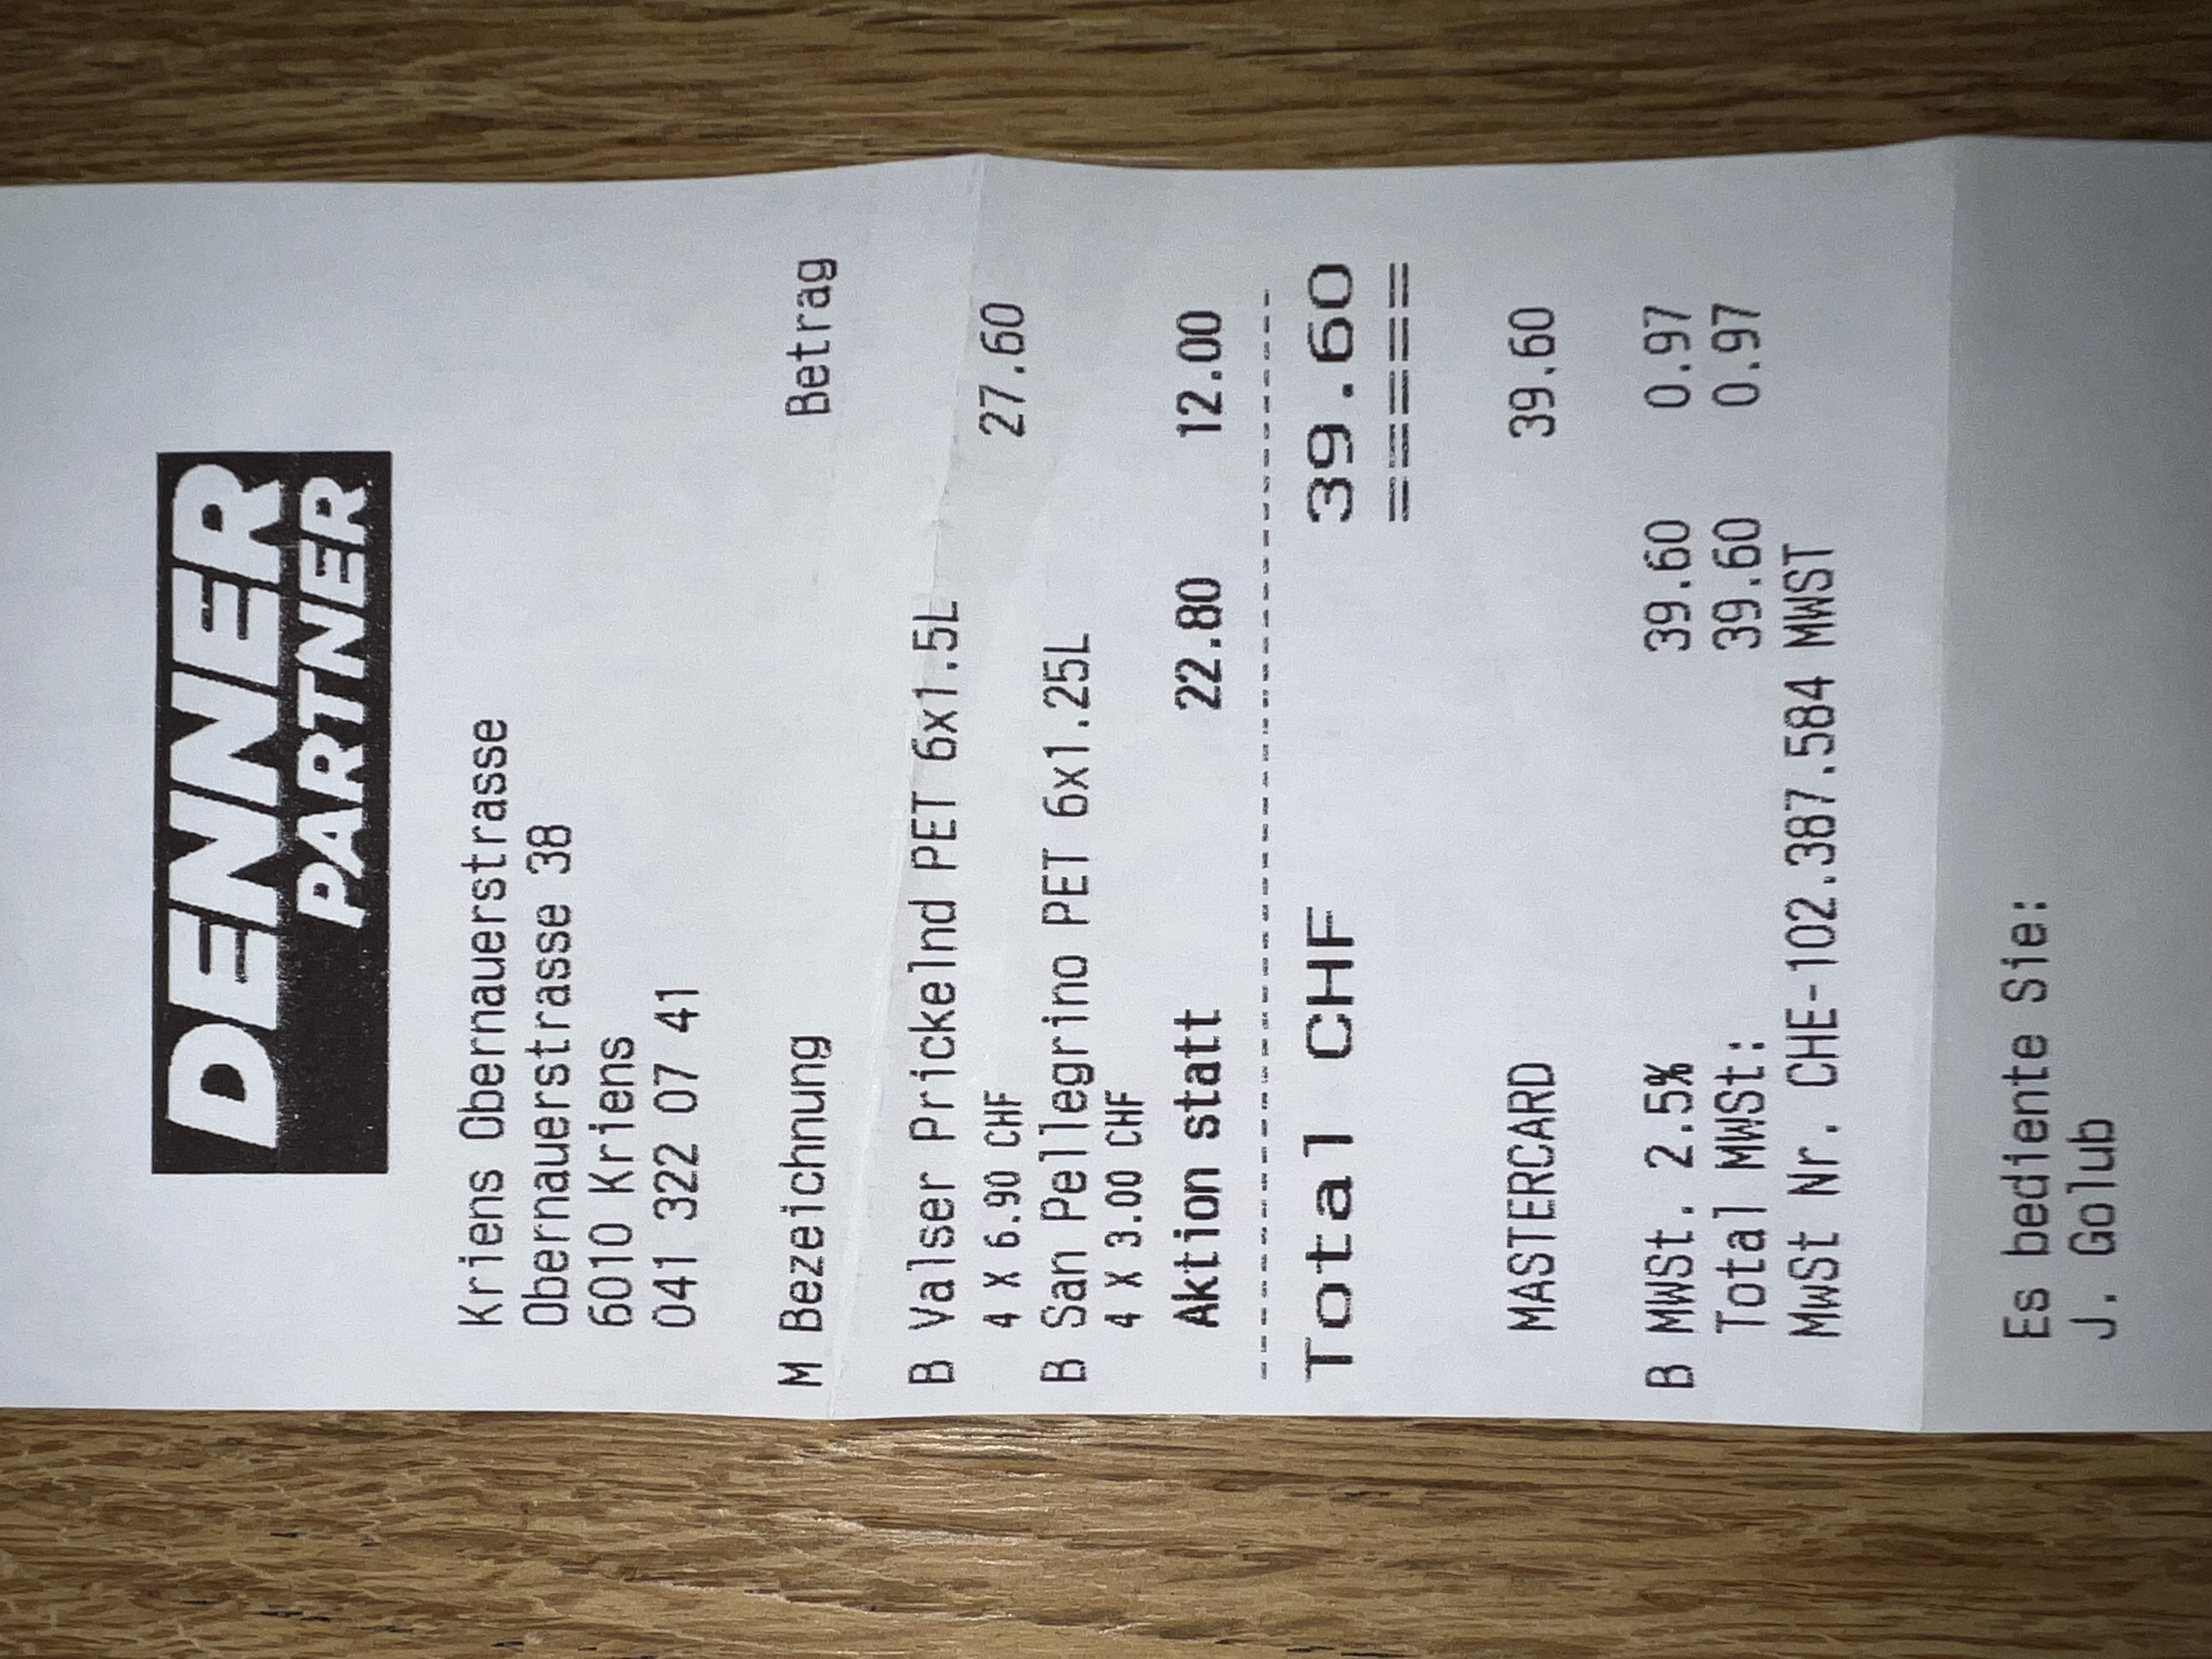 DENNER
PARTNER
Kriens Obernauerstrasse
Obernauerstrasse 38
6010 Kriens
041 322 07 41
M Bezeichnung Betrag
B Valser Prickelnd PET 6x1.5L
4 X 6.90 CHF 27.60
B San Pellegrino PET 6x1.25L
4 X 3.00 CHF
Aktion statt 22.80 12.00
--------------------------------
Total CHF 39.60
=====
MASTERCARD 39.60
B MWSt. 2.5% 39.60 0.97
Total MWSt: 39.60 0.97
MwSt Nr. CHE-102.387.584 MWST
Es bediente Sie:
J. Golub